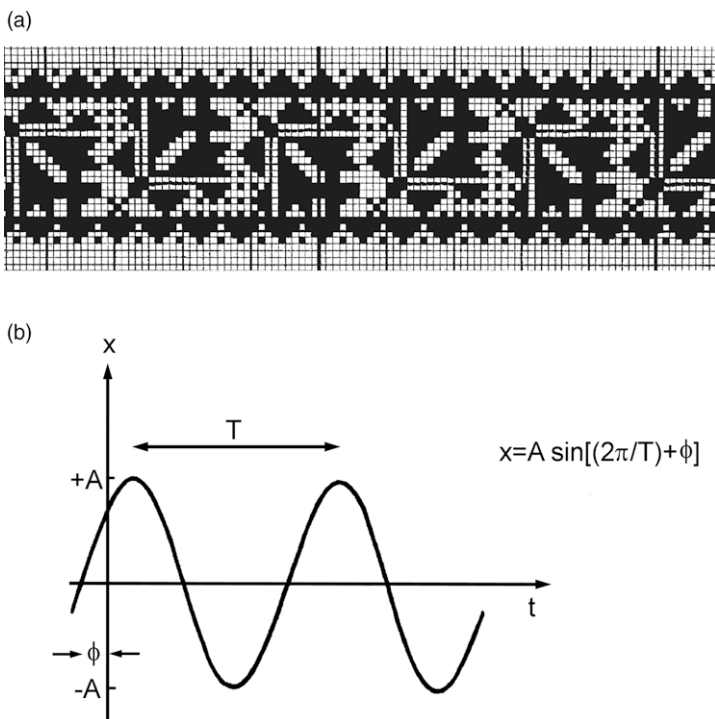 (a)
(b)
x
T
x=A sin[(2π/T)+ϕ]
+A
t
ϕ
-A